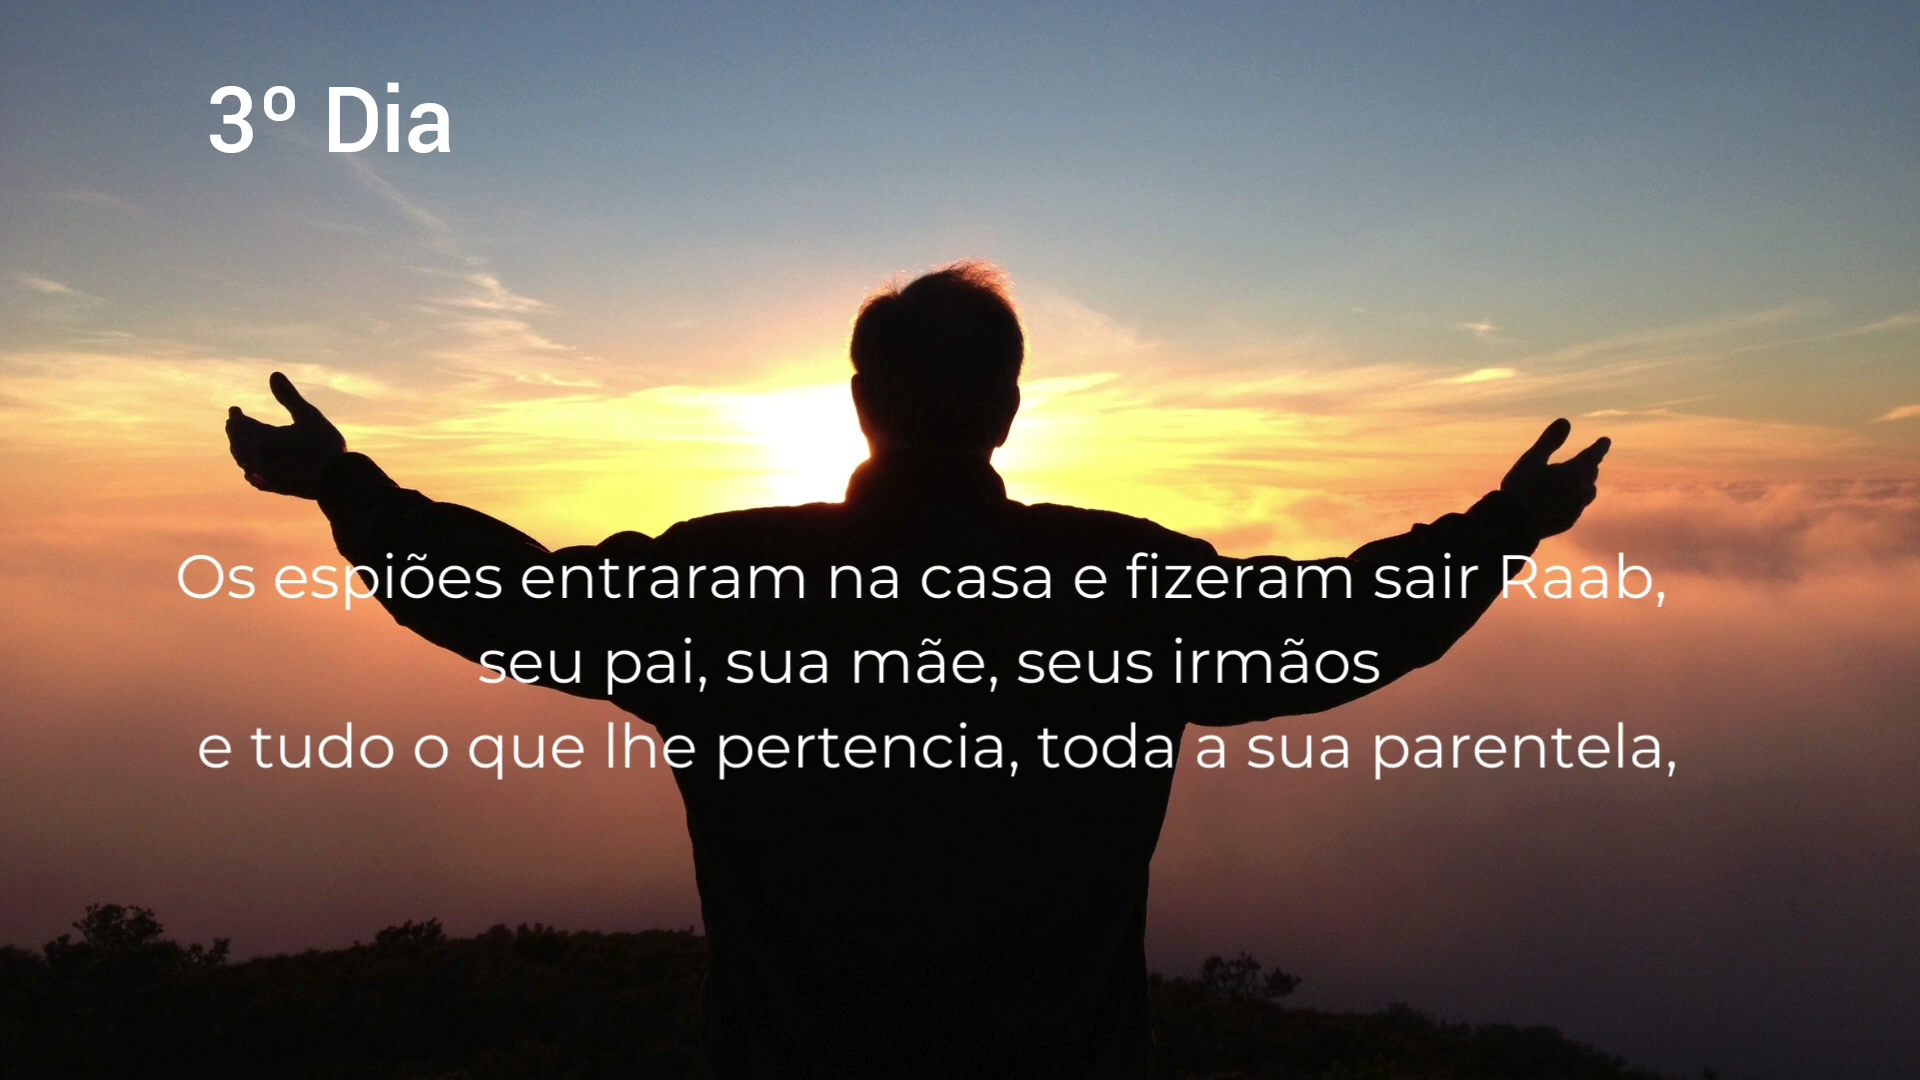 3º Dia
Os espiões entraram na casa e fizeram sair Raab,
seu pai, sua mãe, seus irmãos
e tudo o que lhe pertencia, toda a sua parentela,